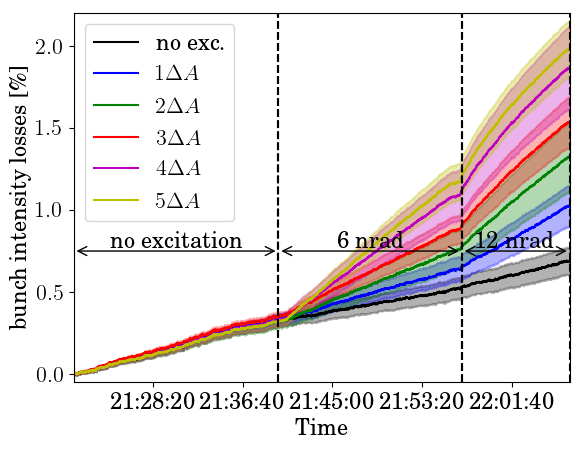 bunch intensity losses [%]
2.0
1.5
1.0
0.5
0.0
no exc.
1ΔA
2ΔA
3ΔA
4ΔA
5ΔA
no excitation
6 nrad
12 nrad
21:28:20 21:36:40 21:45:00 21:53:20 22:01:40
Time